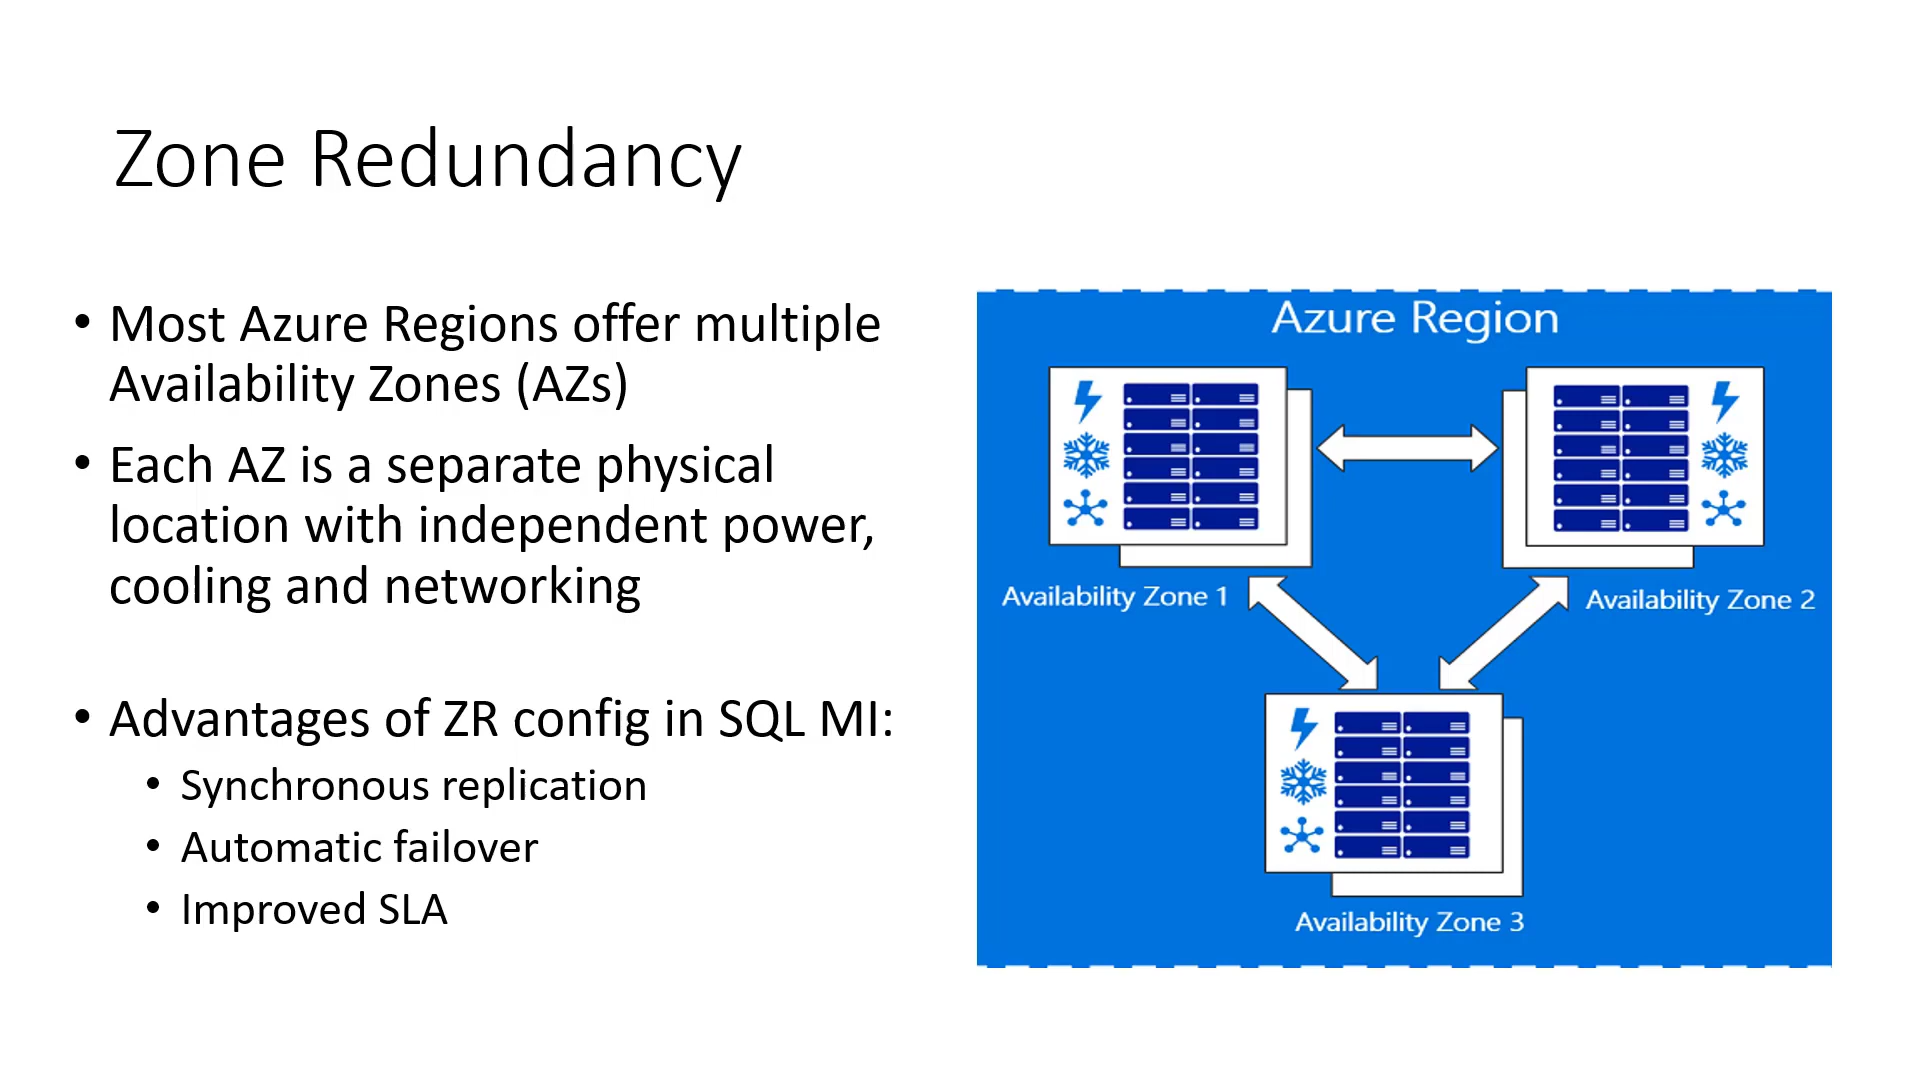 Zone Redundancy
• Most Azure Regions offer multiple
Availability Zones (AZs)
• Each AZ is a separate physical
location with independent power,
cooling and networking
• Advantages of ZR config in SQL MI:
• Synchronous replication
• Automatic failover
• Improved SLA
Azure Region
Availability Zone 1
Availability Zone 2
Availability Zone 3